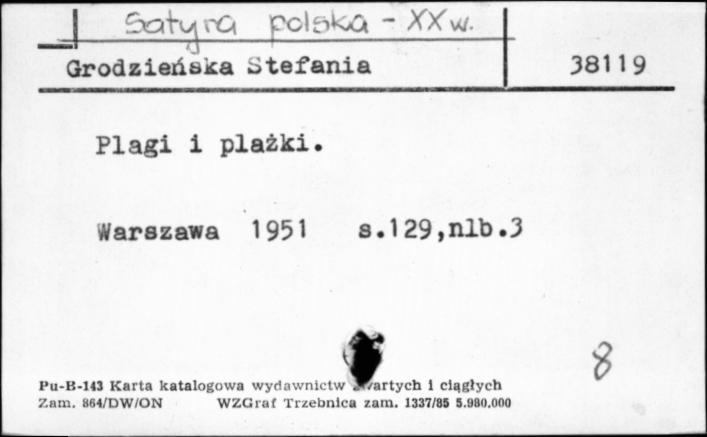 Satyra polska - XX w.
Grodzieńska Stefania 38119
Plagi i plażki.
Warszawa 1951 s.129,nlb.3
8
Pu-B-143 Karta katalogowa wydawnictw i ciągłych
Zam. 864/DW/ON WZGraf Trzebnica zam. 1337/85 5.980.000